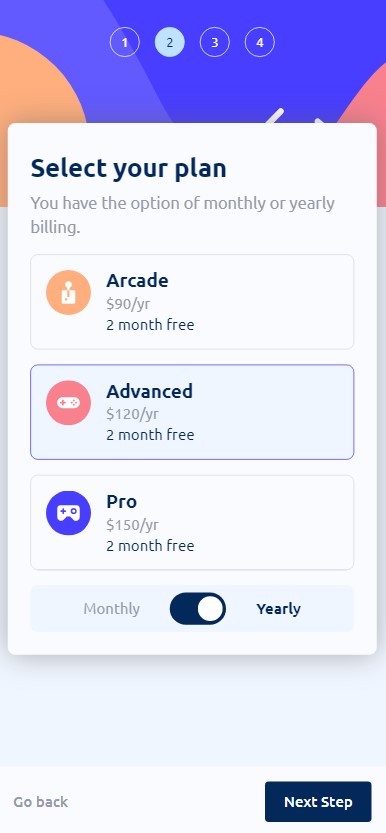 1 2 3 4
Select your plan
You have the option of monthly or yearly
billing.
Arcade
$90/yr
2 month free
Advanced
$120/yr
2 month free
Pro
$150/yr
2 month free
Monthly Yearly
Go back Next Step